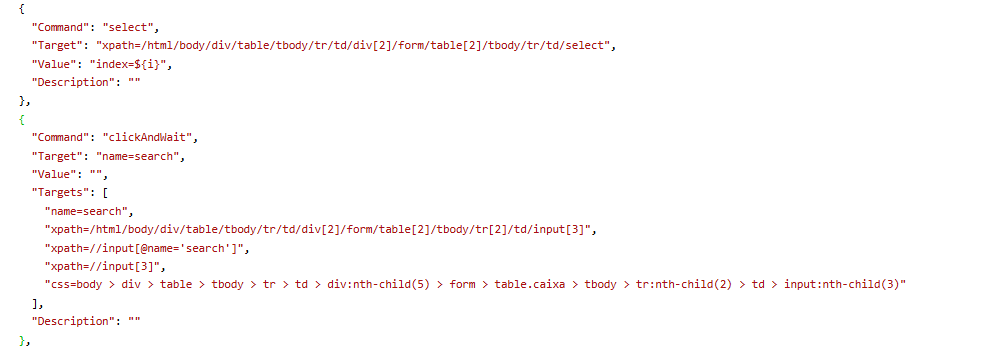 {
"Command": "select",
"Target": "xpath=/html/body/div/table/tbody/tr/td/div[2]/form/table[2]/tbody/tr/td/select",
"Value": "index=${i}",
"Description": ""
},
{
"Command": "clickAndWait",
"Target": "name=search",
"Value": "",
"Targets": [
"name=search",
"xpath=/html/body/div/table/tbody/tr/td/div[2]/form/table[2]/tbody/tr[2]/td/input[3]",
"xpath=//input[@name='search']",
"xpath=//input[3]",
"css=body > div > table > tbody > tr > td > div:nth-child(5) > form > table.caixa > tbody > tr:nth-child(2) > td > input:nth-child(3)"
],
"Description": ""
},